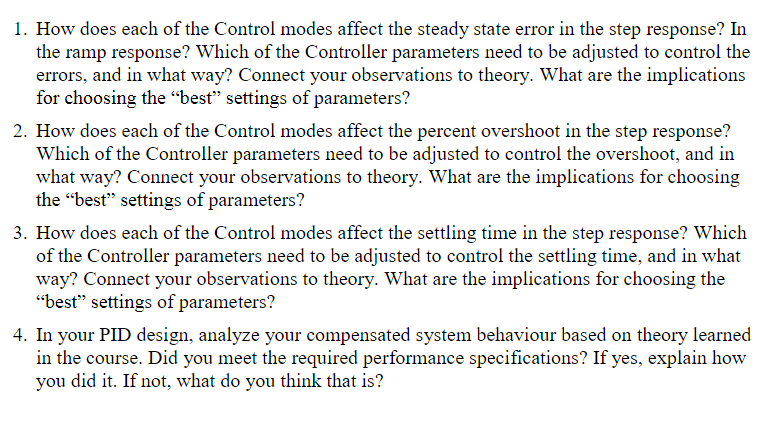 1. How does each of the Control modes affect the steady state error in the step response? In
the ramp response? Which of the Controller parameters need to be adjusted to control the
errors, and in what way? Connect your observations to theory. What are the implications
for choosing the “best” settings of parameters?
2. How does each of the Control modes affect the percent overshoot in the step response?
Which of the Controller parameters need to be adjusted to control the overshoot, and in
what way? Connect your observations to theory. What are the implications for choosing
the “best” settings of parameters?
3. How does each of the Control modes affect the settling time in the step response? Which
of the Controller parameters need to be adjusted to control the settling time, and in what
way? Connect your observations to theory. What are the implications for choosing the
“best” settings of parameters?
4. In your PID design, analyze your compensated system behaviour based on theory learned
in the course. Did you meet the required performance specifications? If yes, explain how
you did it. If not, what do you think that is?